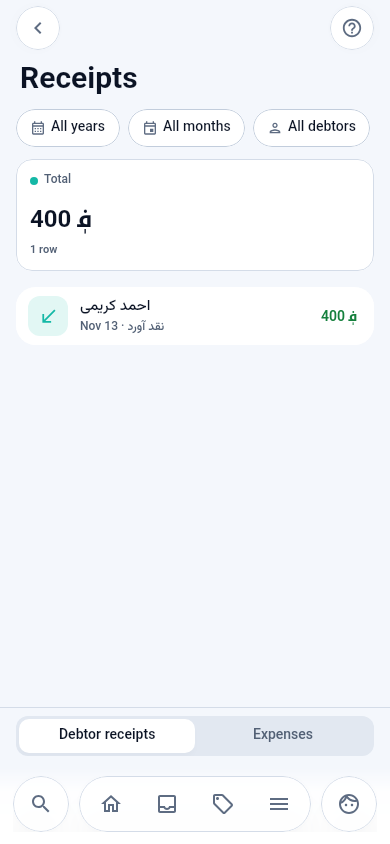 Receipts
All years
All months
All debtors
Total
400 ؋
1 row
احمد کریمی
Nov 13 · نقد آورد
400 ؋
Debtor receipts
Expenses